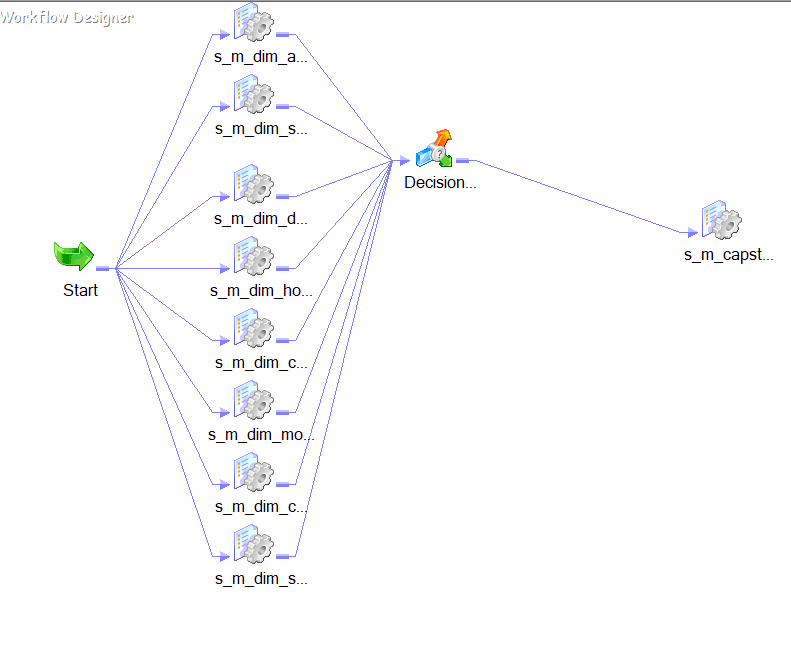 Workflow Designer
s_m_dim_a...
s_m_dim_s...
Decision...
s_m_dim_d...
s_m_capst...
Start
s_m_dim_ho...
s_m_dim_c...
s_m_dim_mo...
s_m_dim_c...
s_m_dim_s...